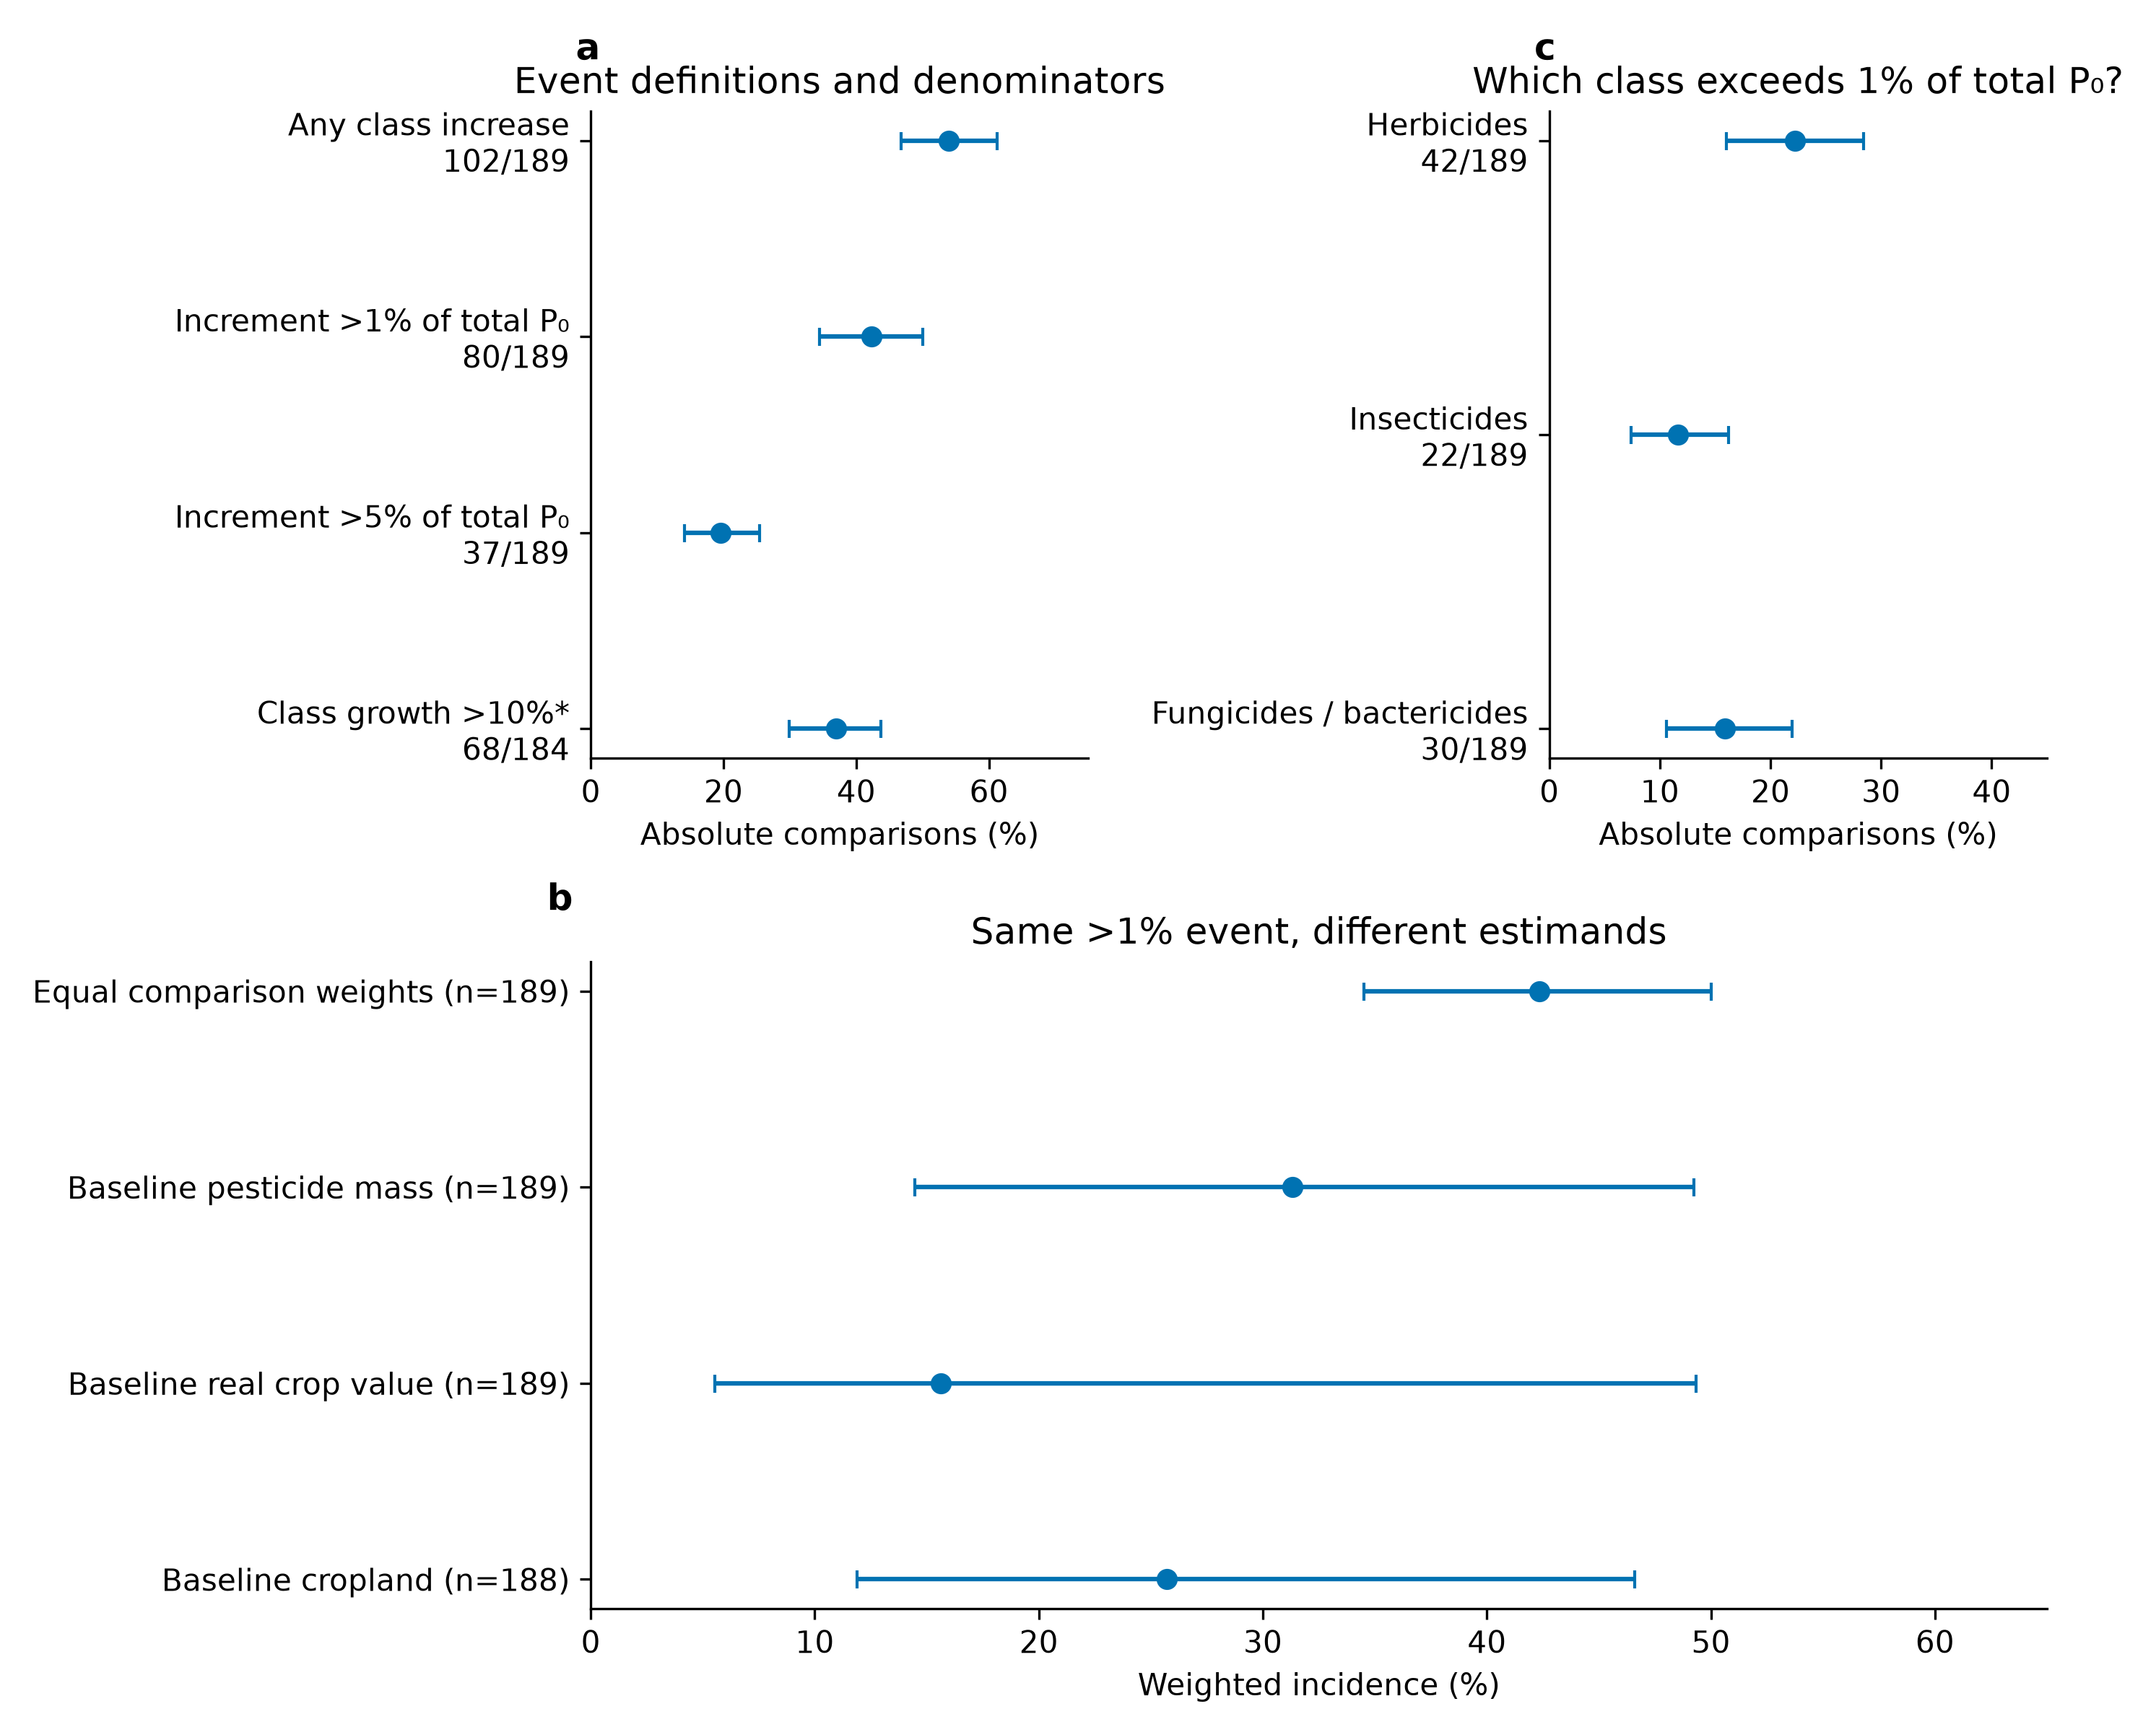 a
Event definitions and denominators
Any class increase
102/189
Increment >1% of total P₀
80/189
Increment >5% of total P₀
37/189
Class growth >10%*
68/184
0 20 40 60
Absolute comparisons (%)
c
Which class exceeds 1% of total P₀?
Herbicides
42/189
Insecticides
22/189
Fungicides / bactericides
30/189
0 10 20 30 40
Absolute comparisons (%)
b
Same >1% event, different estimands
Equal comparison weights (n=189)
Baseline pesticide mass (n=189)
Baseline real crop value (n=189)
Baseline cropland (n=188)
0 10 20 30 40 50 60
Weighted incidence (%)